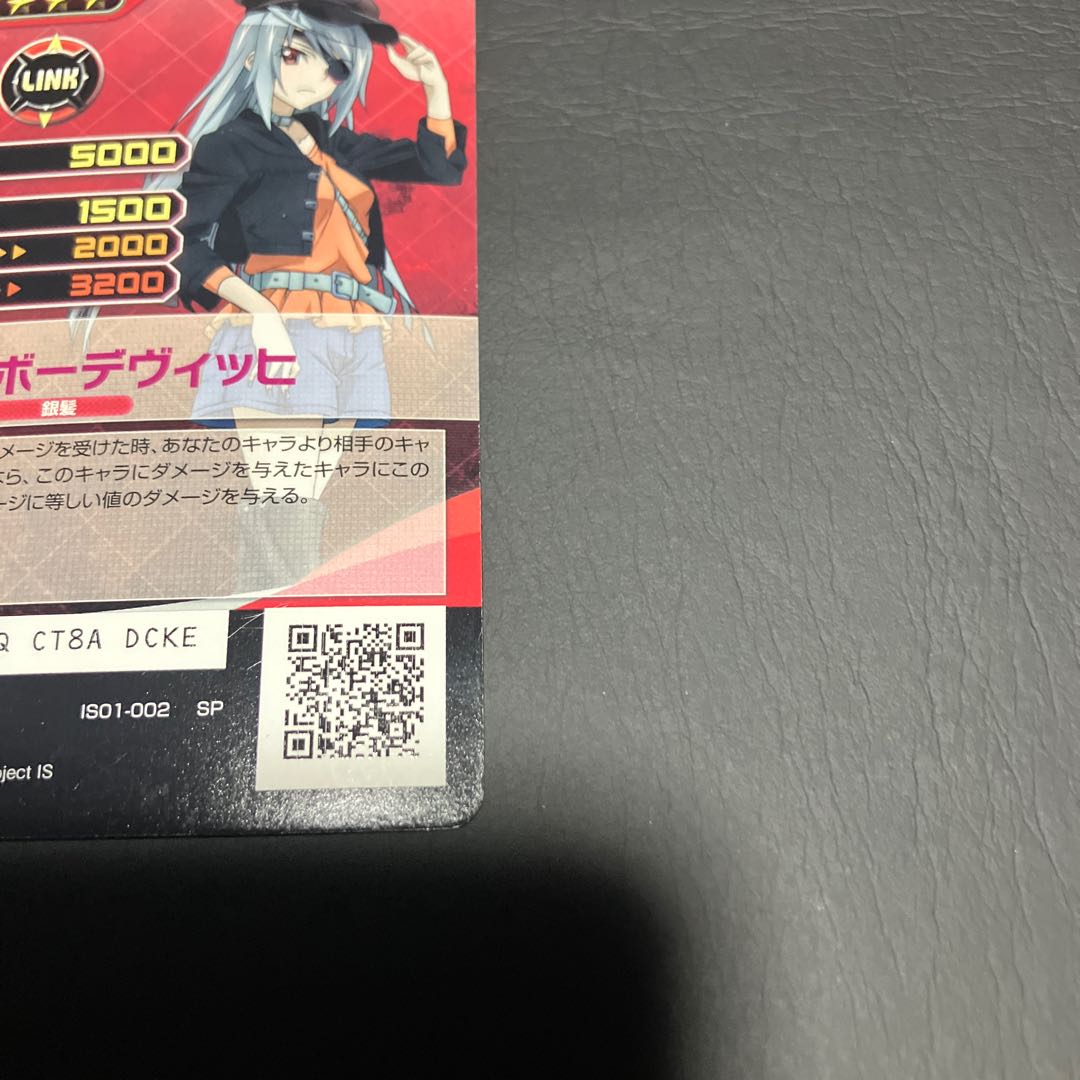 LINK
5000
1500
2000
3200
ボーデヴィッヒ
銀髪
メージを受けた時、あなたのキャラより相手のキャ
なら、このキャラにダメージを与えたキャラにこの
ージに等しい値のダメージを与える。
Q CT8A DCKE
IS01-002 SP
oject IS